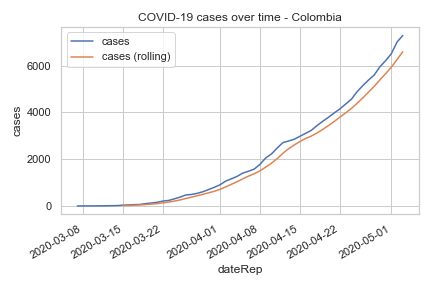 COVID-19 cases over time - Colombia
cases
cases (rolling)
6000
4000
2000
0
cases
2020-03-08
2020-03-15
2020-03-22
2020-04-01
2020-04-08
2020-04-15
2020-04-22
2020-05-01
dateRep